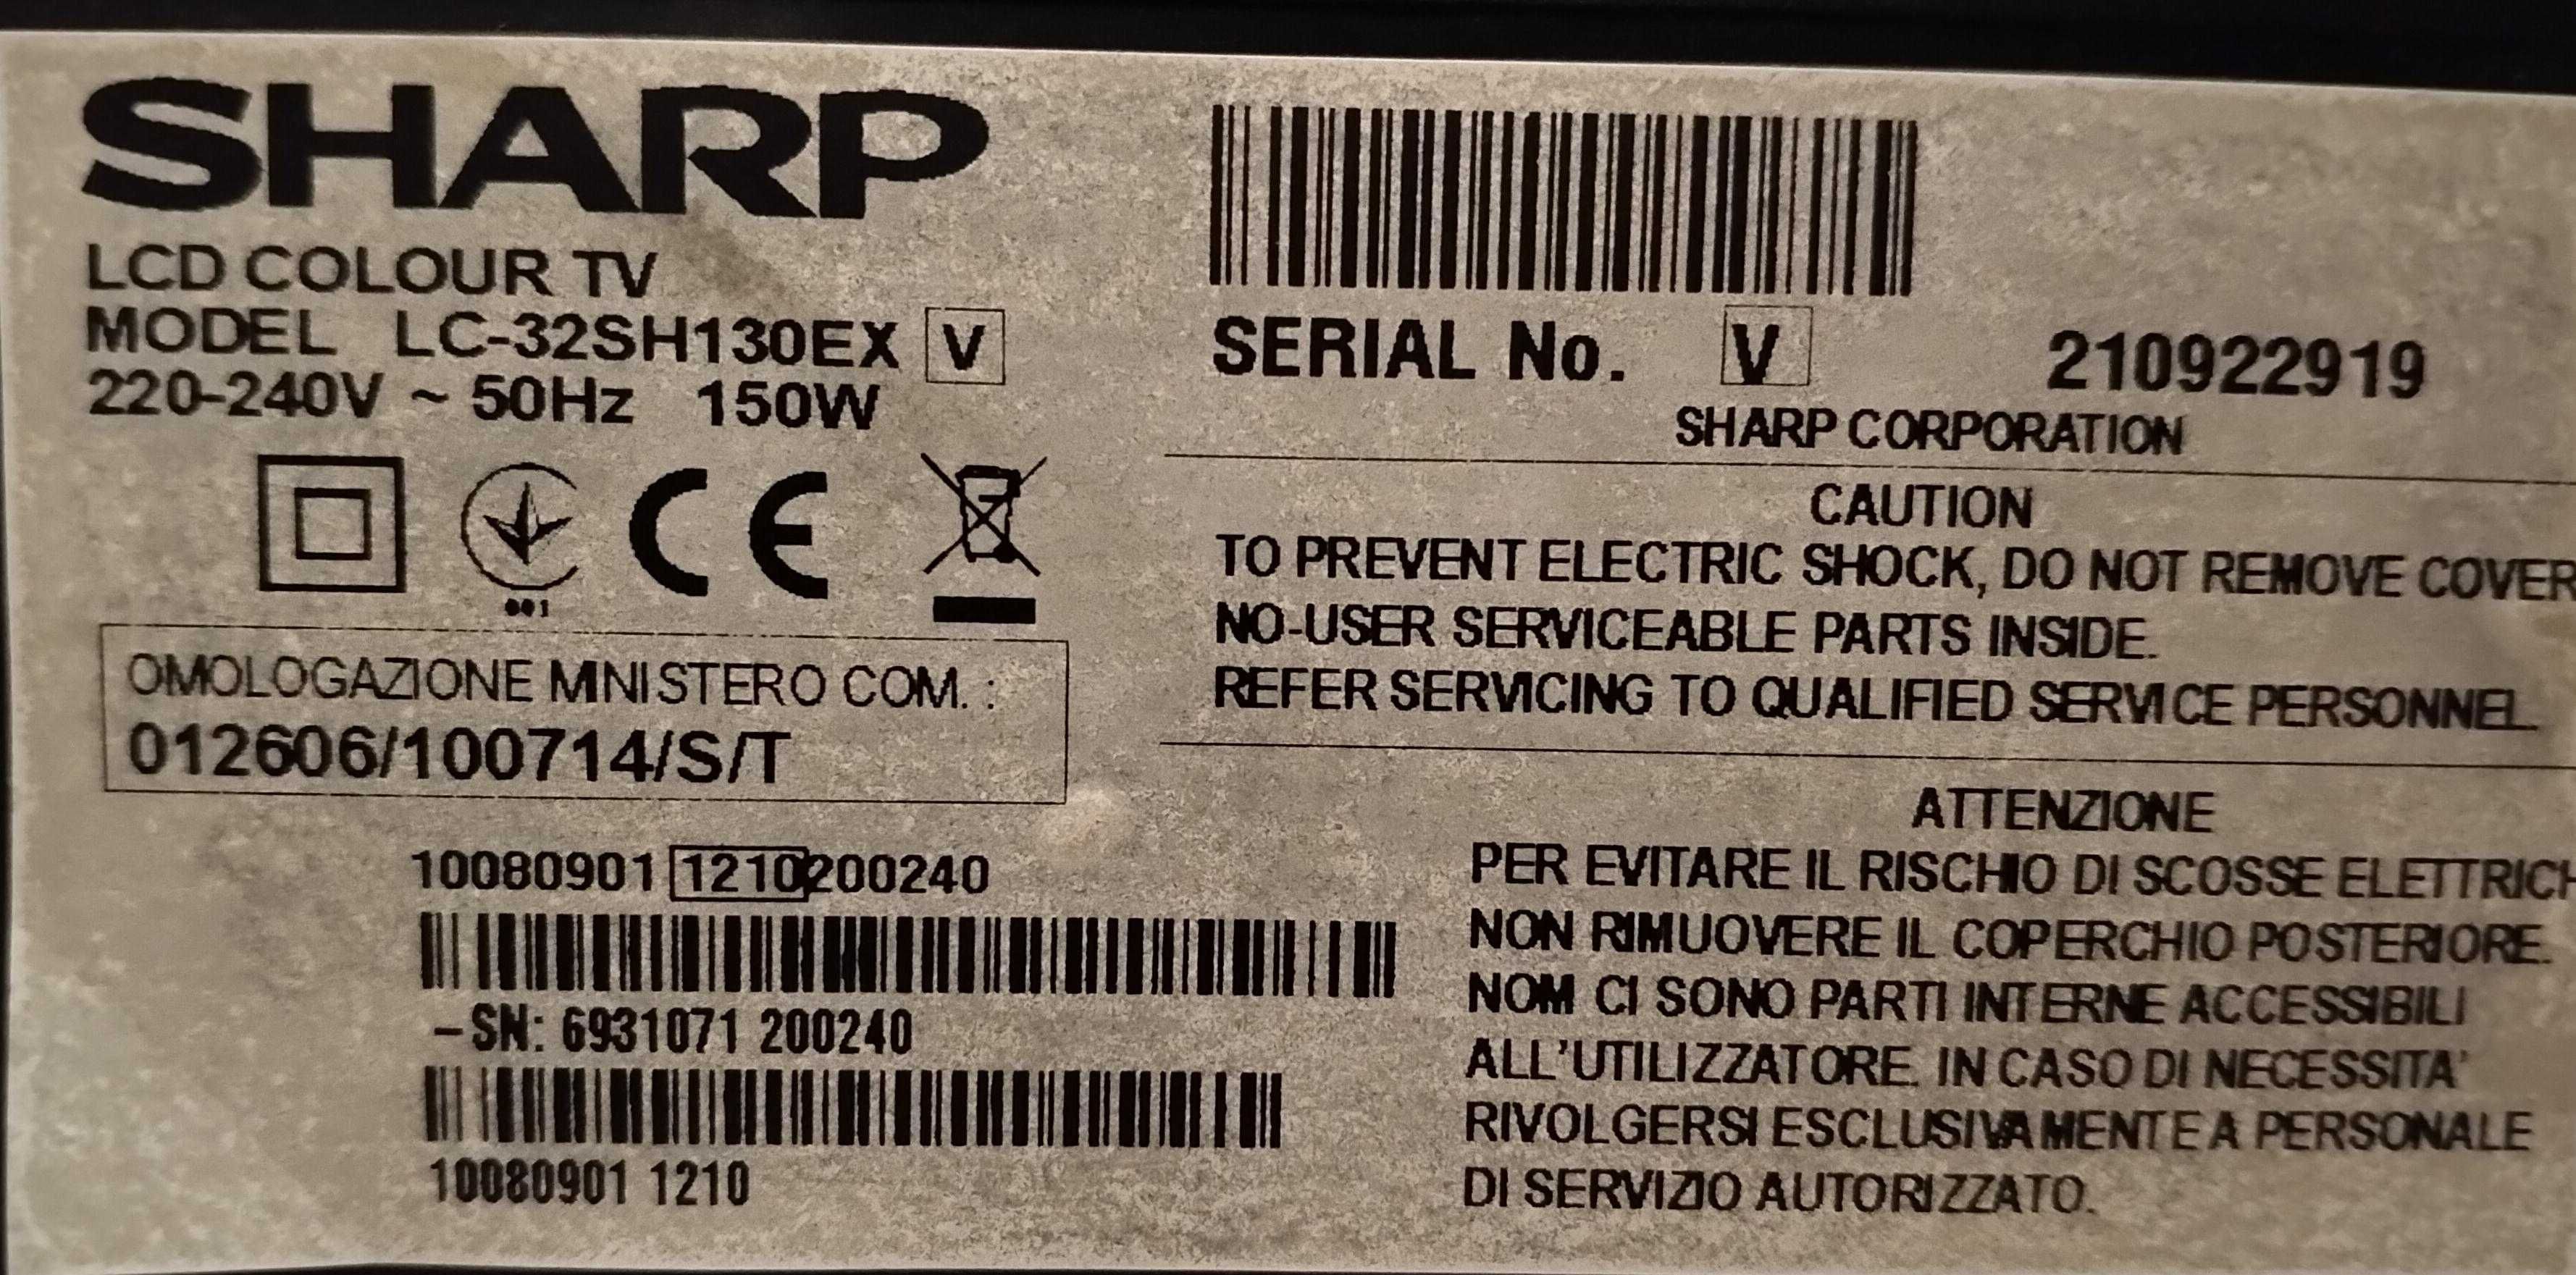 SHARP
LCD COLOUR TV
MODEL LC-32SH130EX V
220-240V ~ 50Hz 150W
001
CE
OMOLOGAZIONE MINISTERO COM. :
012606/100714/S/T
10080901 1210200240
-SN: 6931071 200240
10080901 1210
SERIAL No. V 210922919
SHARP CORPORATION
CAUTION
TO PREVENT ELECTRIC SHOCK, DO NOT REMOVE COVER
NO-USER SERVICEABLE PARTS INSIDE.
REFER SERVICING TO QUALIFIED SERVICE PERSONNEL.
ATTENZIONE
PER EVITARE IL RISCHIO DI SCOSSE ELETTRICH
NON RIMUOVERE IL COPERCHIO POSTERIORE.
NOM CI SONO PARTI INTERNE ACCESSIBILI
ALL'UTILIZZATORE. IN CASO DI NECESSITA'
RIVOLGERSI ESCLUSIVAMENTE A PERSONALE
DI SERVIZIO AUTORIZZATO.